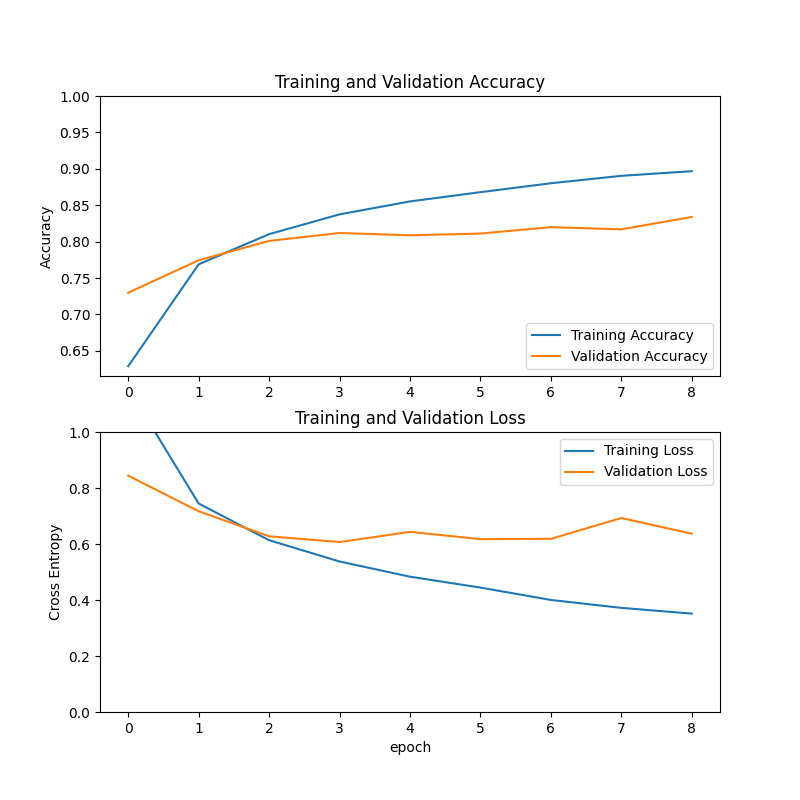 Training and Validation Accuracy
Accuracy
1.00
0.95
0.90
0.85
0.80
0.75
0.70
0.65
Training Accuracy
Validation Accuracy
0 1 2 3 4 5 6 7 8
Training and Validation Loss
Cross Entropy
1.0
0.8
0.6
0.4
0.2
0.0
Training Loss
Validation Loss
0 1 2 3 4 5 6 7 8
epoch